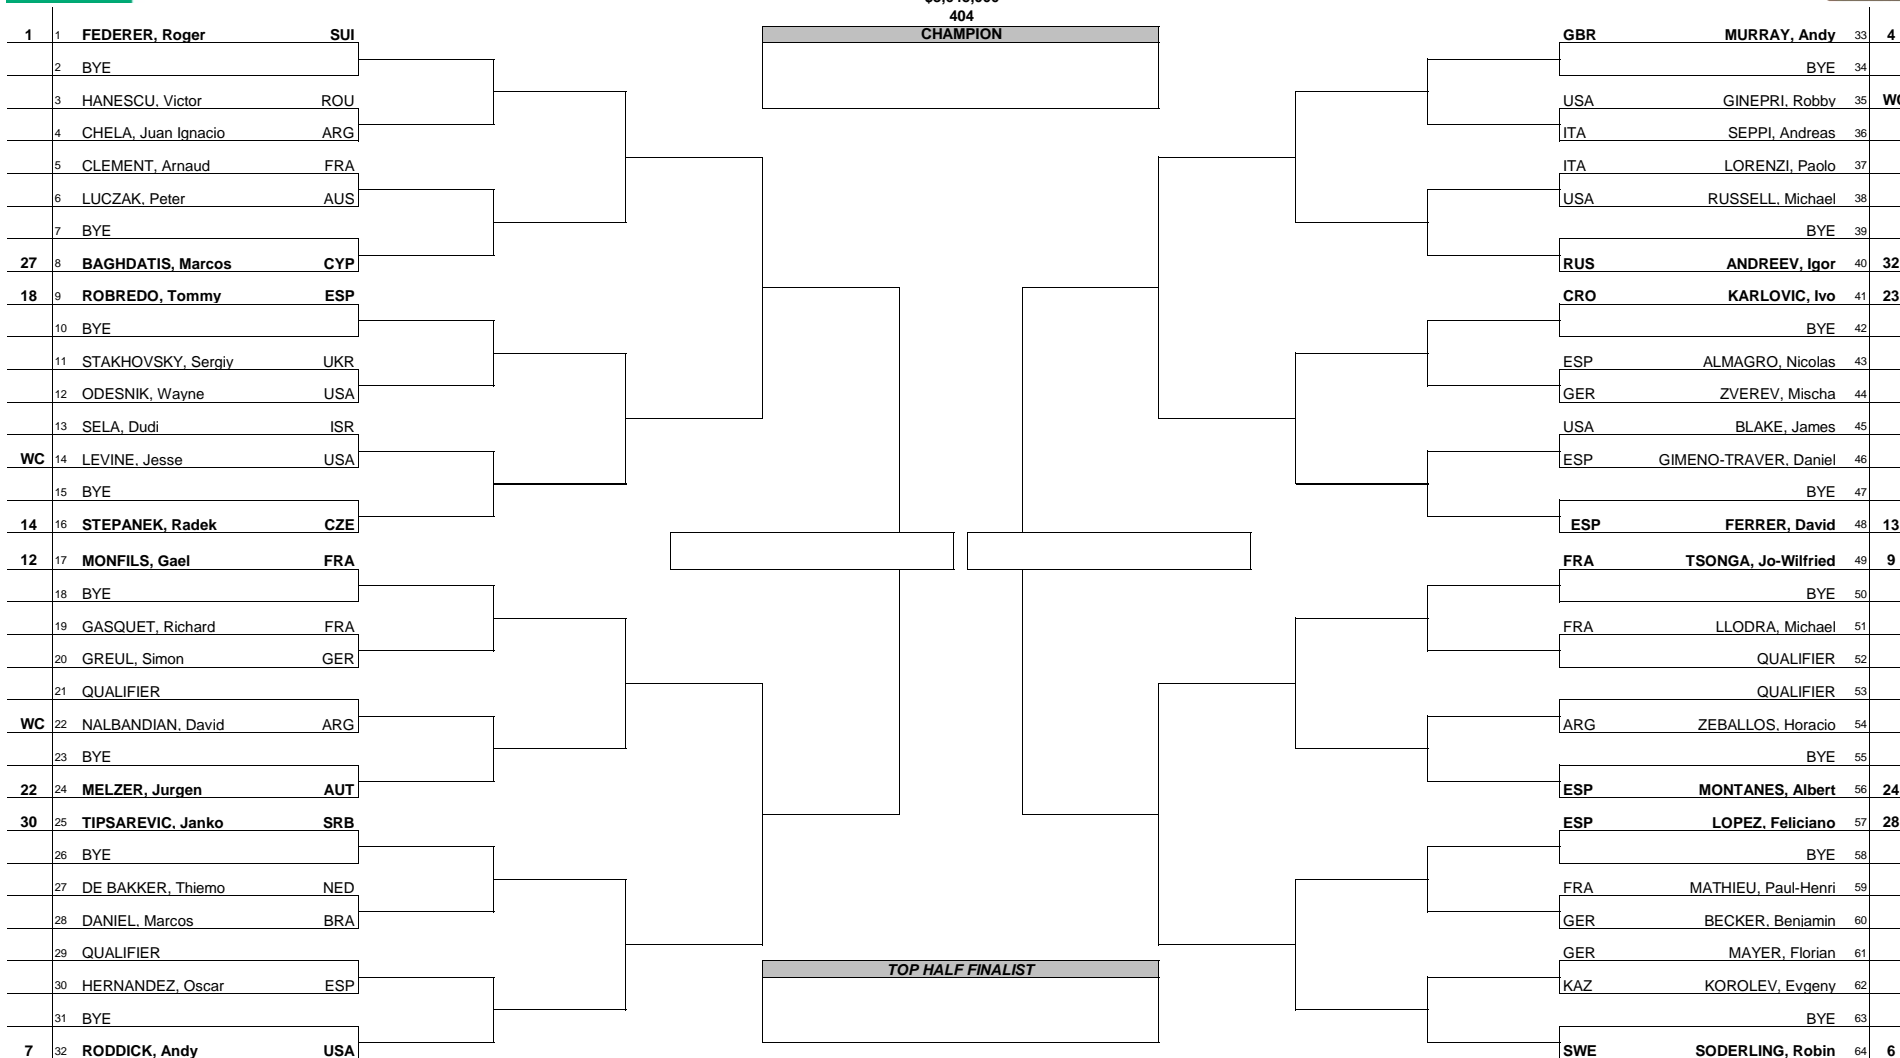 404
CHAMPION
1 1 FEDERER, Roger SUI
2 BYE
3 HANESCU, Victor ROU
4 CHELA, Juan Ignacio ARG
5 CLEMENT, Arnaud FRA
6 LUCZAK, Peter AUS
7 BYE
27 8 BAGHDATIS, Marcos CYP
18 9 ROBREDO, Tommy ESP
10 BYE
11 STAKHOVSKY, Sergiy UKR
12 ODESNIK, Wayne USA
13 SELA, Dudi ISR
WC 14 LEVINE, Jesse USA
15 BYE
14 16 STEPANEK, Radek CZE
12 17 MONFILS, Gael FRA
18 BYE
19 GASQUET, Richard FRA
20 GREUL, Simon GER
21 QUALIFIER
WC 22 NALBANDIAN, David ARG
23 BYE
22 24 MELZER, Jurgen AUT
30 25 TIPSAREVIC, Janko SRB
26 BYE
27 DE BAKKER, Thiemo NED
28 DANIEL, Marcos BRA
29 QUALIFIER
30 HERNANDEZ, Oscar ESP
31 BYE
7 32 RODDICK, Andy USA
GBR MURRAY, Andy 33 4
BYE 34
USA GINEPRI, Robby 35 WC
ITA SEPPI, Andreas 36
ITA LORENZI, Paolo 37
USA RUSSELL, Michael 38
BYE 39
RUS ANDREEV, Igor 40 32
CRO KARLOVIC, Ivo 41 23
BYE 42
ESP ALMAGRO, Nicolas 43
GER ZVEREV, Mischa 44
USA BLAKE, James 45
ESP GIMENO-TRAVER, Daniel 46
BYE 47
ESP FERRER, David 48 13
FRA TSONGA, Jo-Wilfried 49 9
BYE 50
FRA LLODRA, Michael 51
QUALIFIER 52
QUALIFIER 53
ARG ZEBALLOS, Horacio 54
BYE 55
ESP MONTANES, Albert 56 24
ESP LOPEZ, Feliciano 57 28
BYE 58
FRA MATHIEU, Paul-Henri 59
GER BECKER, Benjamin 60
GER MAYER, Florian 61
KAZ KOROLEV, Evgeny 62
BYE 63
SWE SODERLING, Robin 64 6
TOP HALF FINALIST